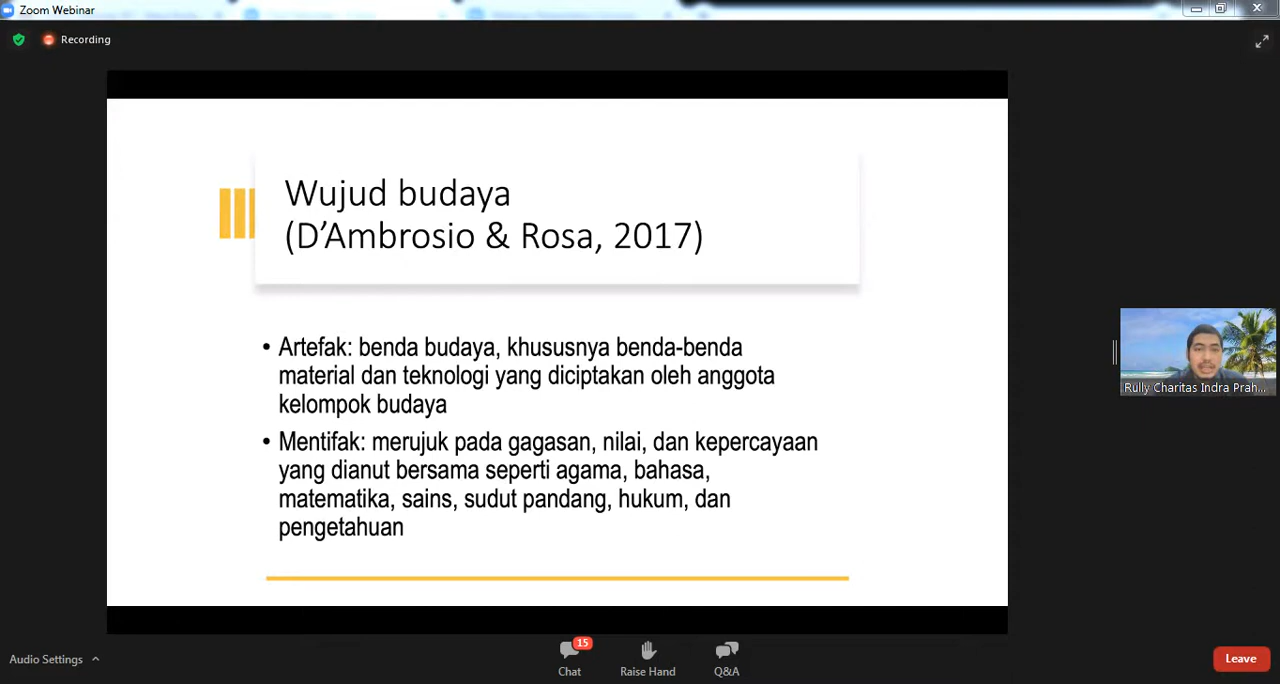 Zoom Webinar
Recording
Wujud budaya
(D’Ambrosio & Rosa, 2017)
• Artefak: benda budaya, khususnya benda-benda
material dan teknologi yang diciptakan oleh anggota
kelompok budaya
• Mentifak: merujuk pada gagasan, nilai, dan kepercayaan
yang dianut bersama seperti agama, bahasa,
matematika, sains, sudut pandang, hukum, dan
pengetahuan
Rully Charitas Indra Prah...
Audio Settings
15
Chat
Raise Hand
Q&A
Leave